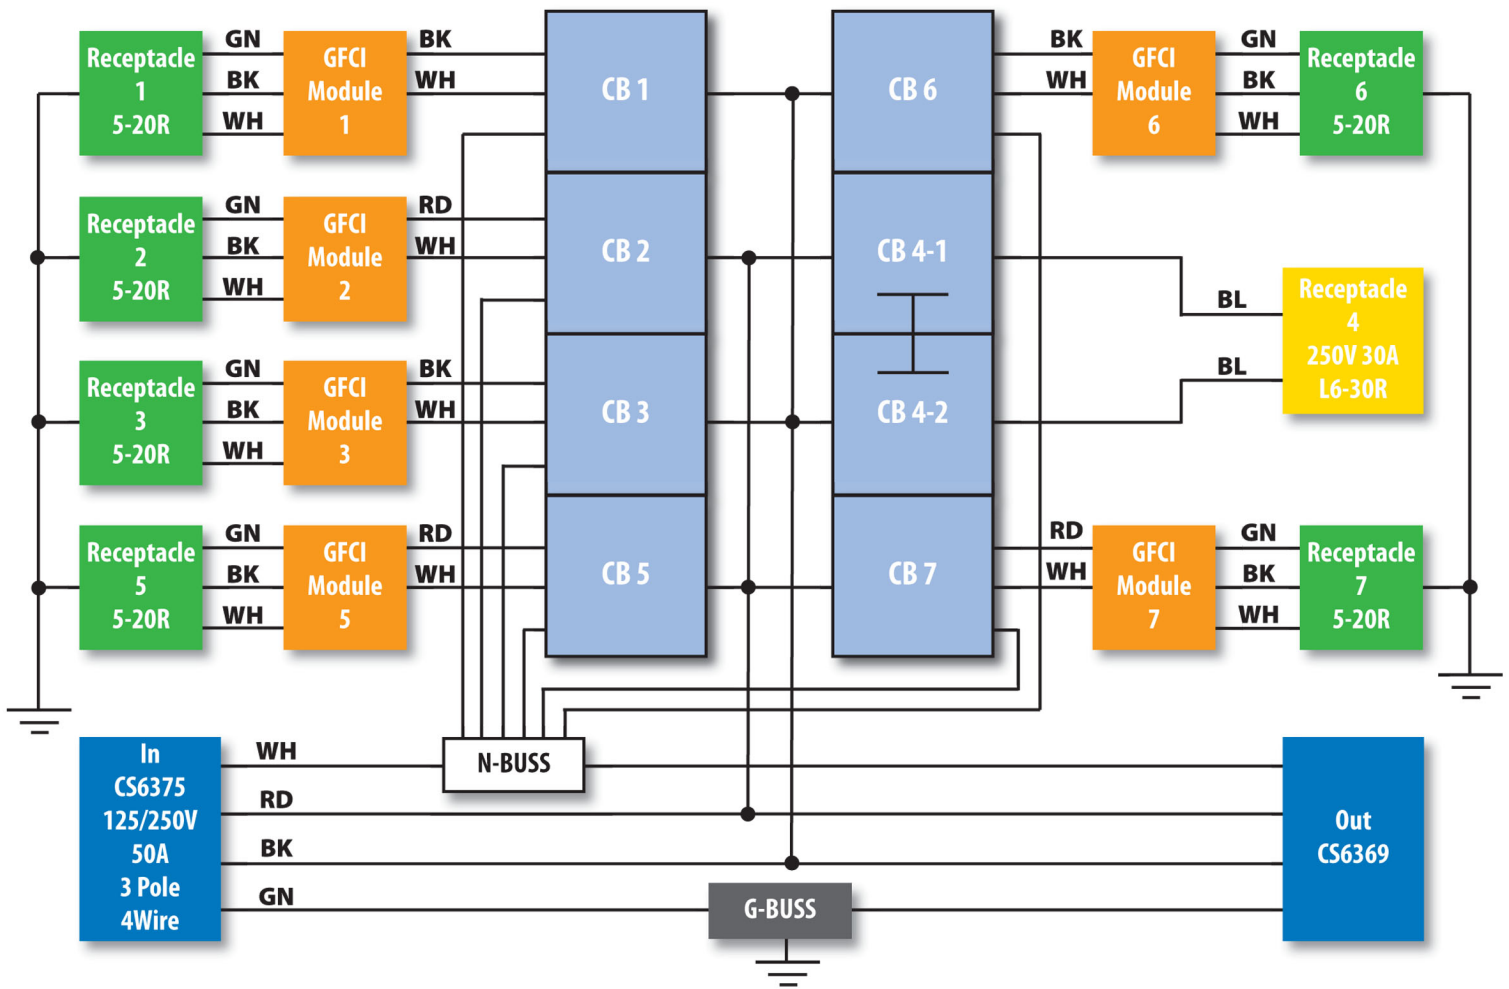 Receptacle
1
5-20R
GN
BK
WH
GFCI
Module
1
BK
WH
CB 1
CB 6
BK
WH
GFCI
Module
6
GN
BK
WH
Receptacle
6
5-20R
Receptacle
2
5-20R
GN
BK
WH
GFCI
Module
2
RD
WH
CB 2
CB 4-1
BL
BL
Receptacle
4
250V 30A
L6-30R
Receptacle
3
5-20R
GN
BK
WH
GFCI
Module
3
BK
WH
CB 3
CB 4-2
Receptacle
5
5-20R
GN
BK
WH
GFCI
Module
5
RD
WH
CB 5
CB 7
RD
WH
GFCI
Module
7
GN
BK
WH
Receptacle
7
5-20R
In
CS6375
125/250V
50A
3 Pole
4Wire
WH
RD
BK
GN
N-BUSS
G-BUSS
Out
CS6369